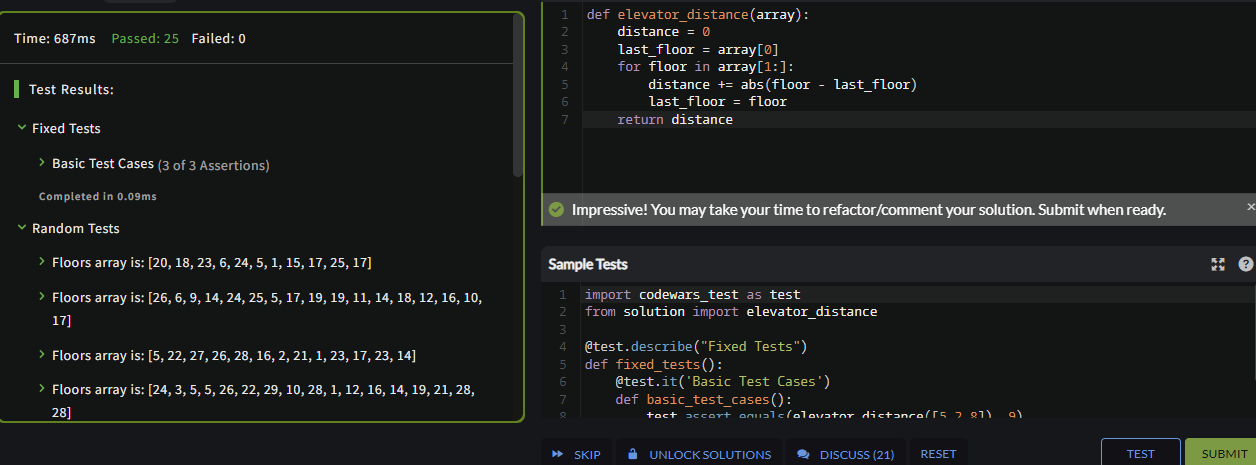 Time: 687ms Passed: 25 Failed: 0
Test Results:
Fixed Tests
Basic Test Cases (3 of 3 Assertions)
Completed in 0.09ms
Random Tests
Floors array is: [20, 18, 23, 6, 24, 5, 1, 15, 17, 25, 17]
Floors array is: [26, 6, 9, 14, 24, 25, 5, 17, 19, 19, 11, 14, 18, 12, 16, 10,
17]
Floors array is: [5, 22, 27, 26, 28, 16, 2, 21, 1, 23, 17, 23, 14]
Floors array is: [24, 3, 5, 5, 26, 22, 29, 10, 28, 1, 12, 16, 14, 19, 21, 28,
28]
1 def elevator_distance(array):
2     distance = 0
3     last_floor = array[0]
4     for floor in array[1:]:
5         distance += abs(floor - last_floor)
6         last_floor = floor
7     return distance
Impressive! You may take your time to refactor/comment your solution. Submit when ready.
Sample Tests
1 import codewars_test as test
2 from solution import elevator_distance
3
4 @test.describe("Fixed Tests")
5 def fixed_tests():
6     @test.it('Basic Test Cases')
7     def basic_test_cases():
8         test.assert_equals(elevator_distance([5,2,8]), 9)
SKIP
UNLOCK SOLUTIONS
DISCUSS (21)
RESET
TEST
SUBMIT